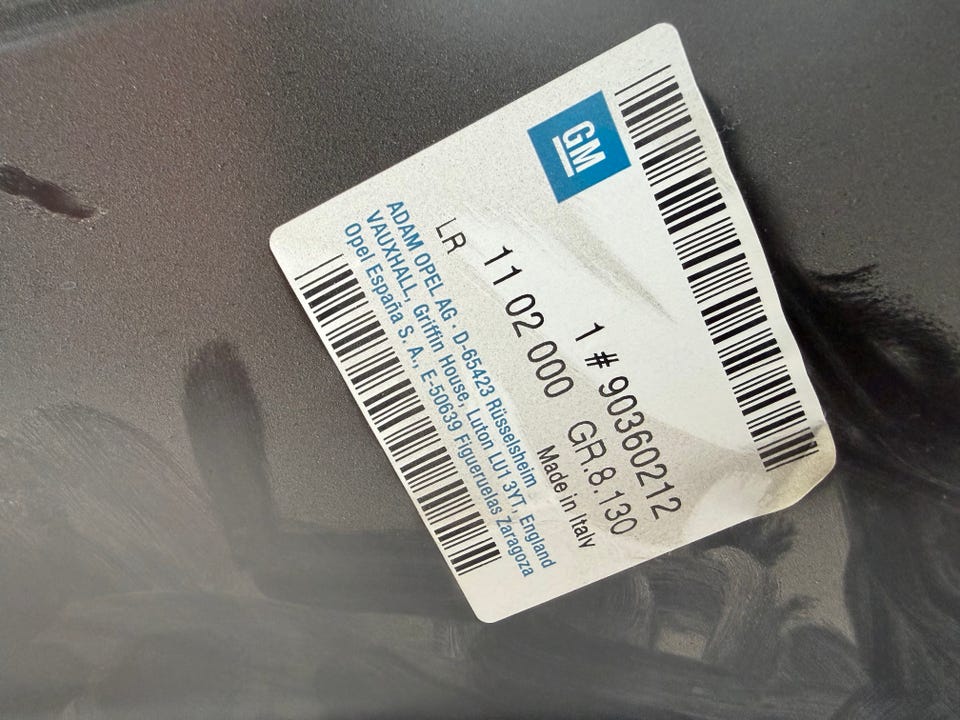 GM
1 # 90360212
11 02 000 GR.8.130
LR Made in Italy
ADAM OPEL AG · D-65423 Rüsselsheim
VAUXHALL, Griffin House, Luton LU1 3YT, England
Opel España S. A., E-50639 Figueruelas Zaragoza